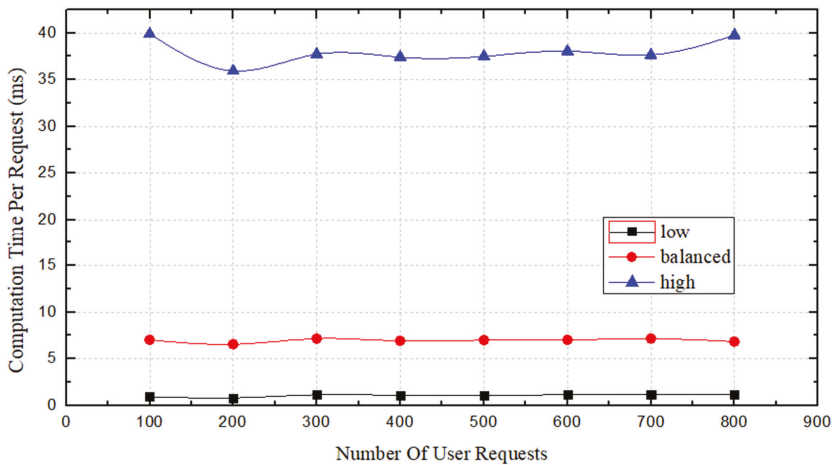 Computation Time Per Request (ms)
40
35
30
25
20
15
10
5
0
low
balanced
high
0 100 200 300 400 500 600 700 800 900
Number Of User Requests